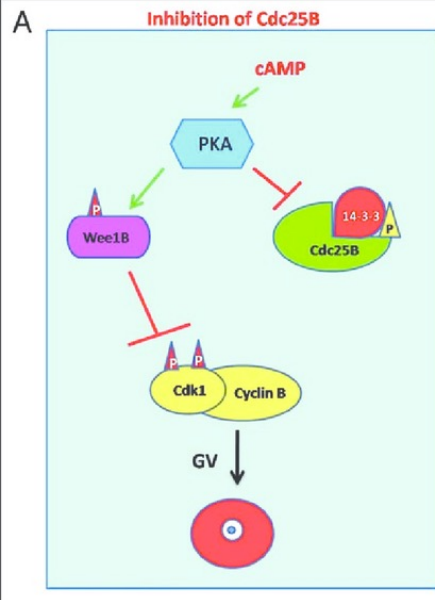 A
Inhibition of Cdc25B
cAMP
PKA
P
Wee1B
14-3-3
P
Cdc25B
P
P
Cdk1
Cyclin B
GV